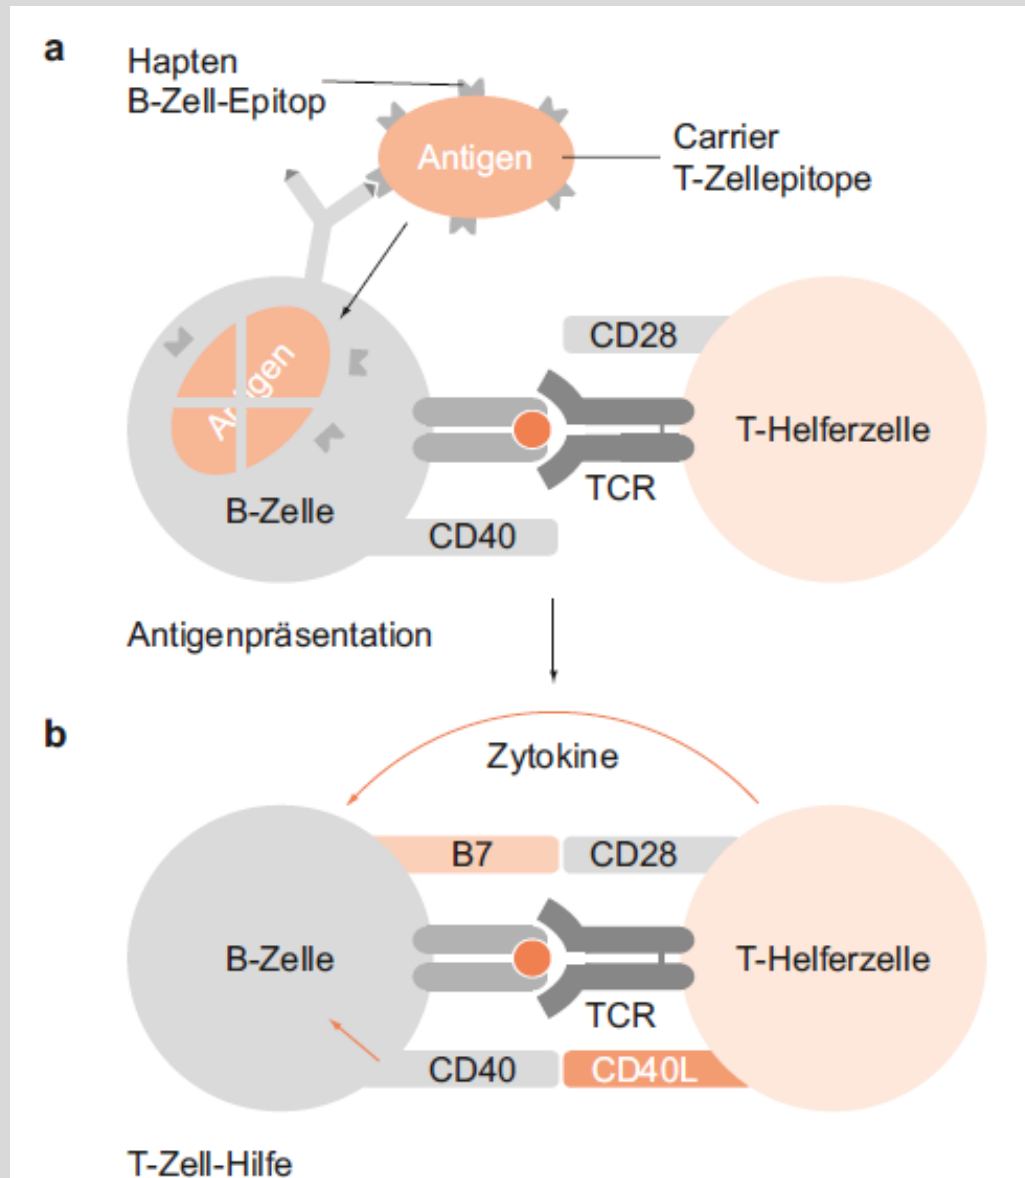 a
Hapten
B-Zell-Epitop
Antigen
Carrier
T-Zellepitope
Antigen
B-Zelle
CD28
T-Helferzelle
TCR
CD40
Antigenpräsentation
b
Zytokine
B7
CD28
B-Zelle
T-Helferzelle
TCR
CD40
CD40L
T-Zell-Hilfe